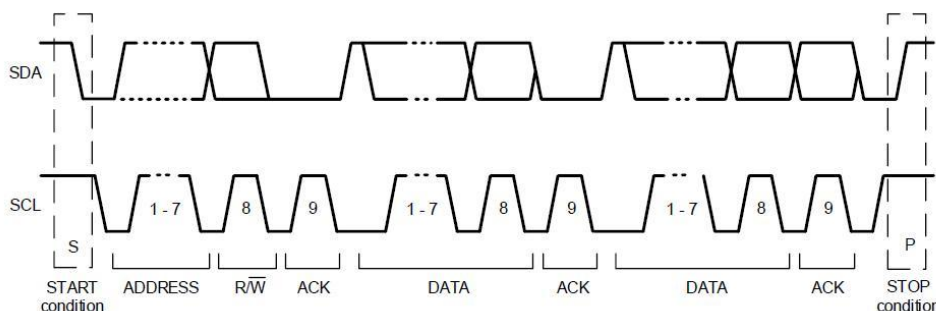 SDA
SCL
1 - 7
8
9
1 - 7
8
9
1 - 7
8
9
S
P
START condition
ADDRESS
R/W̅
ACK
DATA
ACK
DATA
ACK
STOP condition